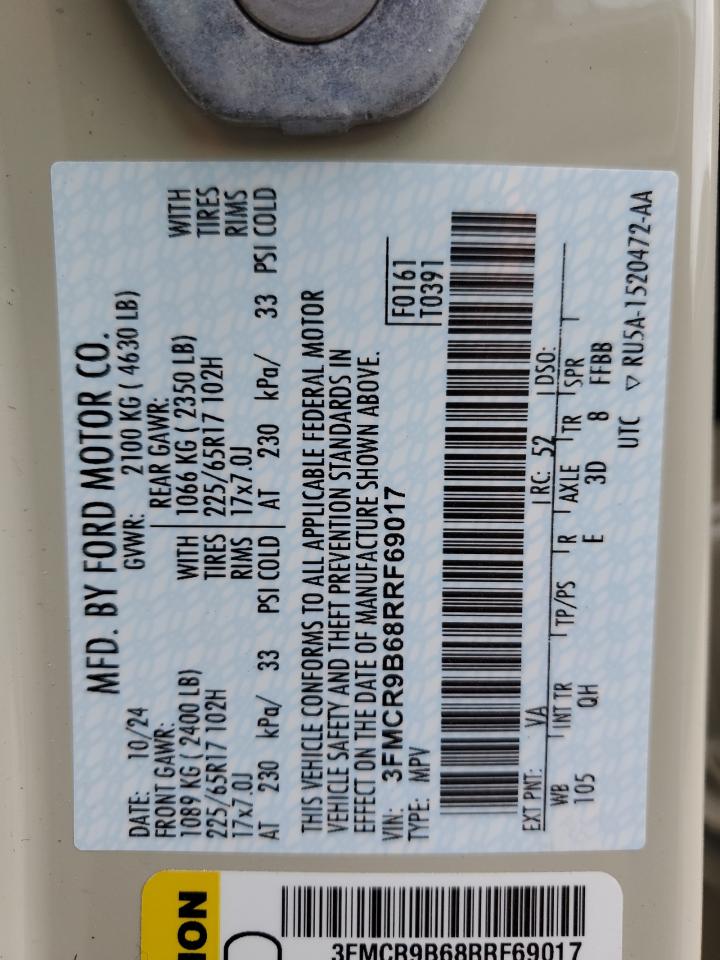 MFD. BY FORD MOTOR CO.
DATE: 10/24 GVWR: 2100 KG ( 4630 LB)
FRONT GAWR: REAR GAWR:
1089 KG ( 2400 LB) WITH 1066 KG ( 2350 LB) WITH
225/65R17 102H TIRES 225/65R17 102H TIRES
17x7.0J RIMS 17x7.0J RIMS
AT 230 kPa/ 33 PSI COLD AT 230 kPa/ 33 PSI COLD
THIS VEHICLE CONFORMS TO ALL APPLICABLE FEDERAL MOTOR
VEHICLE SAFETY AND THEFT PREVENTION STANDARDS IN
EFFECT ON THE DATE OF MANUFACTURE SHOWN ABOVE.
VIN: 3FMCR9B68RRF69017 F0161
TYPE: MPV T0391
EXT PNT: VA RC: 52 DSO:
WB INT TR TP/PS R AXLE TR SPR
105 QH E 3D 8 FFBB
UTC ▽ RU5A-1520472-AA
ION
3FMCR9B68RRF69017